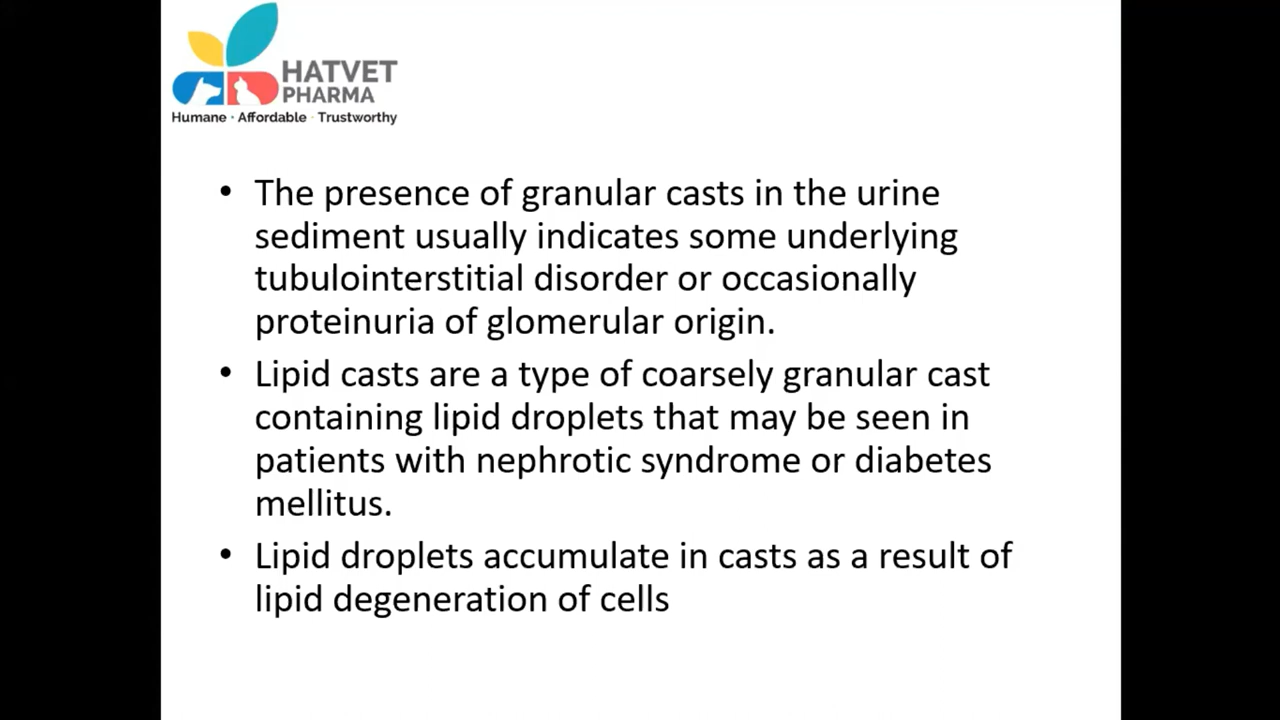 HATVET
PHARMA
Humane · Affordable · Trustworthy
• The presence of granular casts in the urine
sediment usually indicates some underlying
tubulointerstitial disorder or occasionally
proteinuria of glomerular origin.
• Lipid casts are a type of coarsely granular cast
containing lipid droplets that may be seen in
patients with nephrotic syndrome or diabetes
mellitus.
• Lipid droplets accumulate in casts as a result of
lipid degeneration of cells